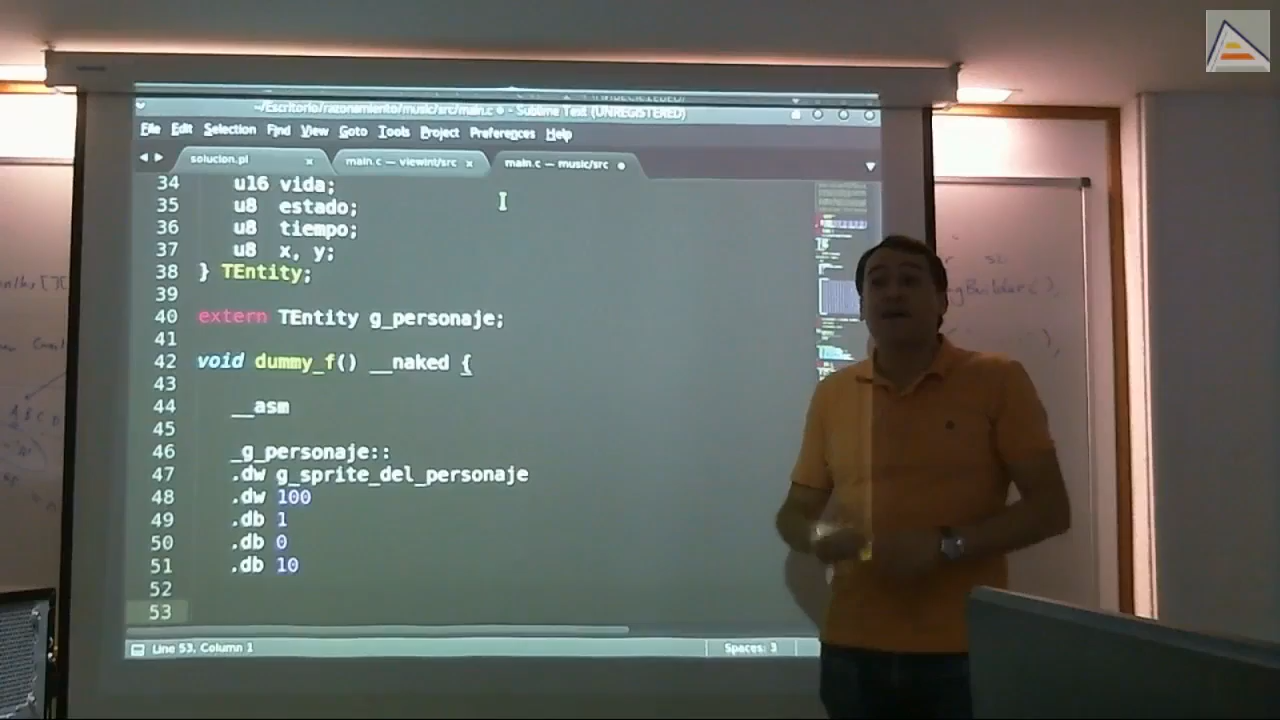 ~/Escritorio/razonamiento/music/src/main.c • - Sublime Text (UNREGISTERED)
File Edit Selection Find View Goto Tools Project Preferences Help
solucion.pl x main.c — viewint/src x main.c — music/src •
34 u16 vida;
35 u8 estado;
36 u8 tiempo;
37 u8 x, y;
38 } TEntity;
39
40 extern TEntity g_personaje;
41
42 void dummy_f() __naked {
43
44 __asm
45
46 _g_personaje::
47 .dw g_sprite_del_personaje
48 .dw 100
49 .db 1
50 .db 0
51 .db 10
52
53
Line 53, Column 1 Spaces: 3